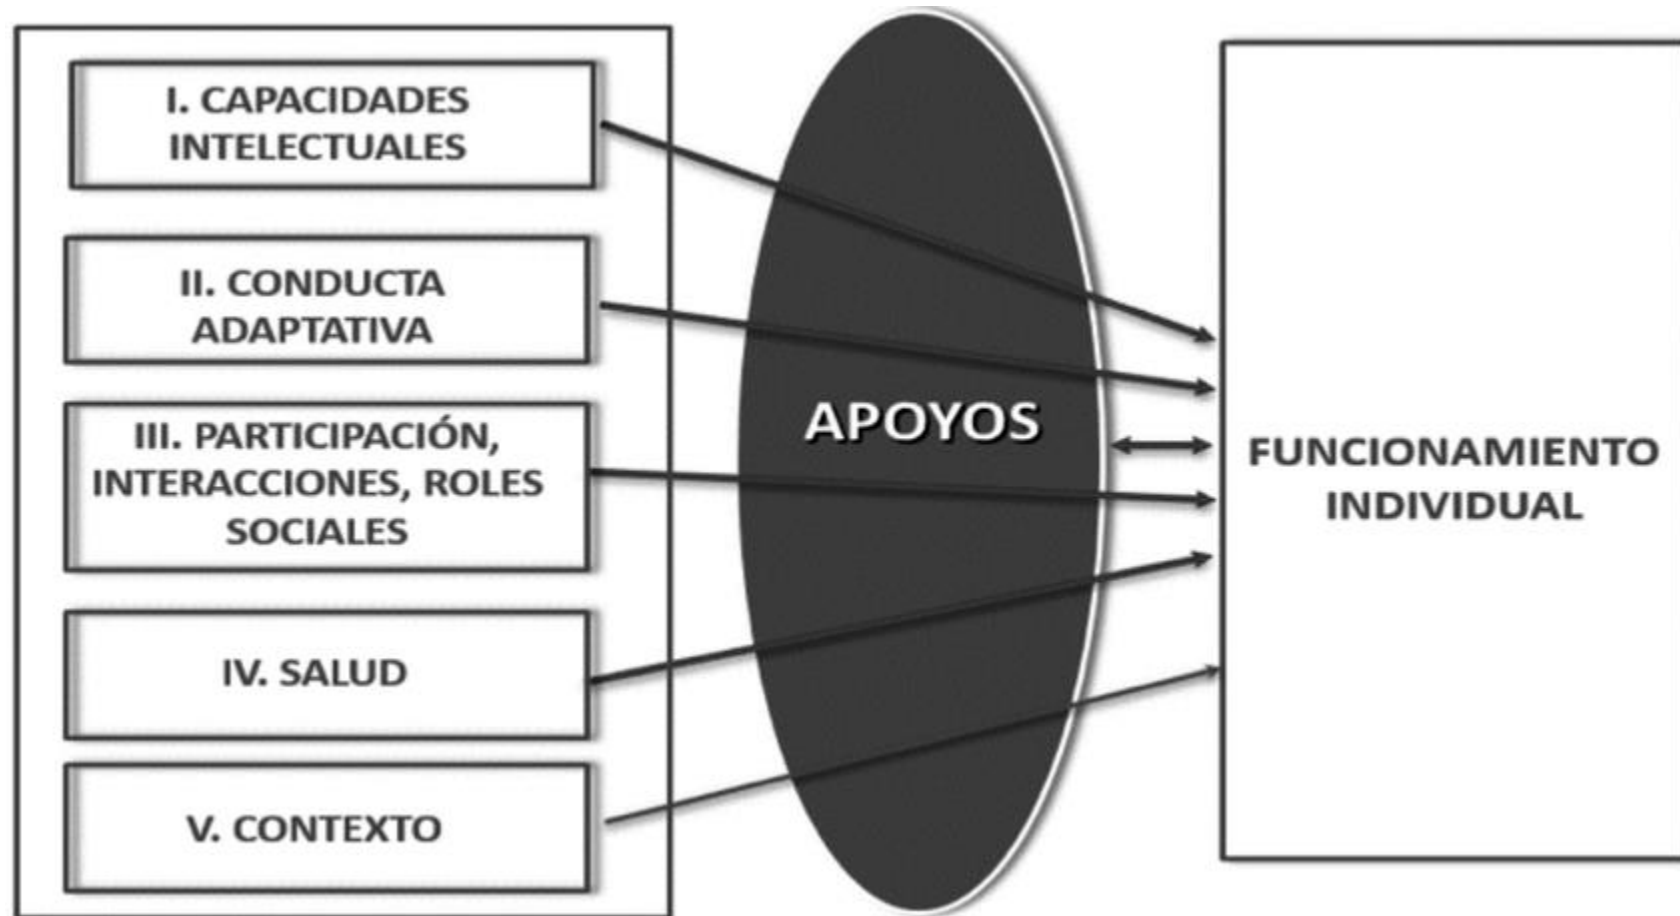 I. CAPACIDADES
INTELECTUALES
II. CONDUCTA
ADAPTATIVA
III. PARTICIPACIÓN,
INTERACCIONES, ROLES
SOCIALES
IV. SALUD
V. CONTEXTO
APOYOS
FUNCIONAMIENTO
INDIVIDUAL